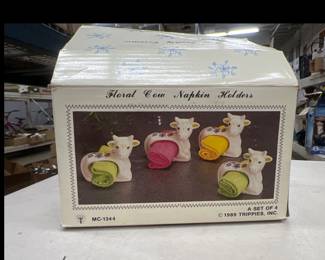 Floral Cow Napkin Holders
MC-1344
A SET OF 4
© 1989 TRIPPIES, INC.